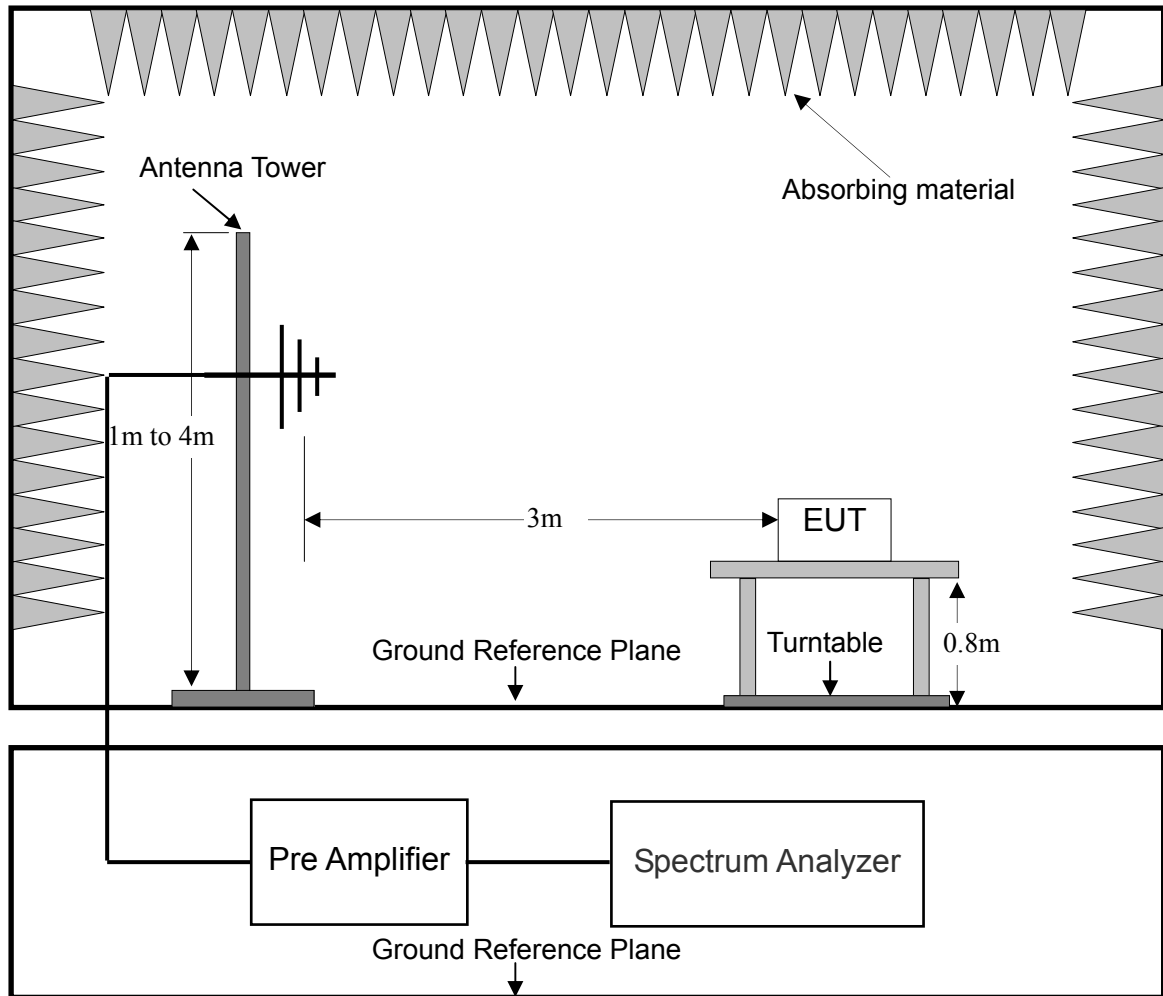 Antenna Tower
Absorbing material
1m to 4m
3m
EUT
Ground Reference Plane
Turntable
0.8m
Pre Amplifier
Spectrum Analyzer
Ground Reference Plane